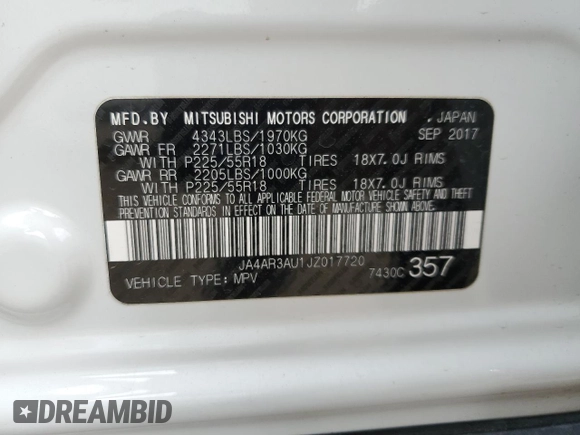 MFD.BY MITSUBISHI MOTORS CORPORATION . JAPAN
GVWR 4343LBS/1970KG SEP 2017
GAWR FR 2271LBS/1030KG
WITH P225/55R18 TIRES 18X7.0J RIMS
GAWR RR 2205LBS/1000KG
WITH P225/55R18 TIRES 18X7.0J RIMS
THIS VEHICLE CONFORMS TO ALL APPLICABLE FEDERAL MOTOR VEHICLE SAFETY AND THEFT
PREVENTION STANDARDS IN EFFECT ON THE DATE OF MANUFACTURE SHOWN ABOVE.
JA4AR3AU1JZ017720
VEHICLE TYPE: MPV 7430C 357
DREAMBID